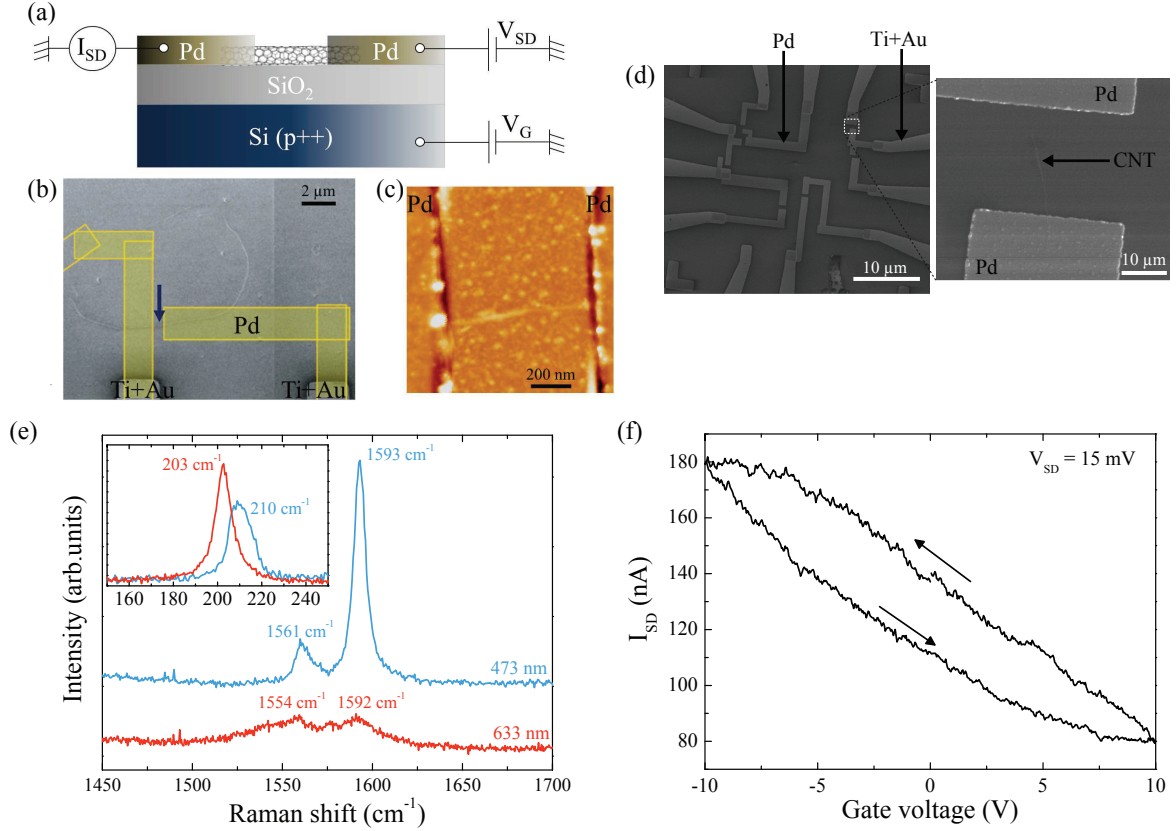 (a)
I_SD
Pd
Pd
V_SD
SiO₂
Si (p++)
V_G
(b)
2 µm
Pd
Ti+Au
Ti+Au
(c)
Pd
Pd
200 nm
(d)
Pd
Ti+Au
10 µm
Pd
CNT
Pd
10 µm
(e)
203 cm⁻¹
210 cm⁻¹
150 160 180 200 220 240
1593 cm⁻¹
1561 cm⁻¹
473 nm
1554 cm⁻¹
1592 cm⁻¹
633 nm
Intensity (arb.units)
1450 1500 1550 1600 1650 1700
Raman shift (cm⁻¹)
(f)
V_SD = 15 mV
180
160
140
120
100
80
I_SD (nA)
-10 -5 0 5 10
Gate voltage (V)